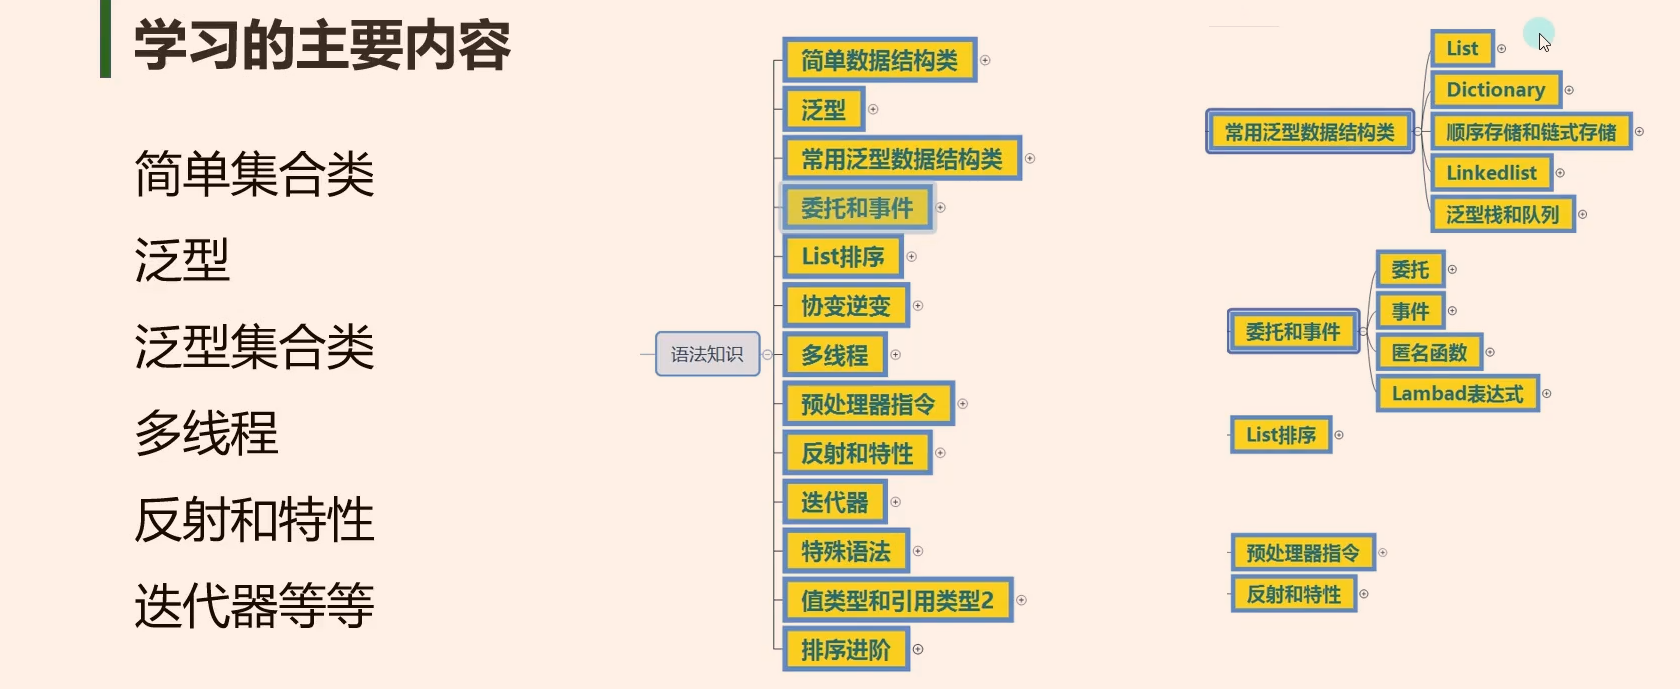 学习的主要内容
简单集合类
泛型
泛型集合类
多线程
反射和特性
迭代器等等
语法知识
简单数据结构类
泛型
常用泛型数据结构类
委托和事件
List排序
协变逆变
多线程
预处理器指令
反射和特性
迭代器
特殊语法
值类型和引用类型2
排序进阶
常用泛型数据结构类
List
Dictionary
顺序存储和链式存储
Linkedlist
泛型栈和队列
委托和事件
委托
事件
匿名函数
Lambad表达式
List排序
预处理器指令
反射和特性